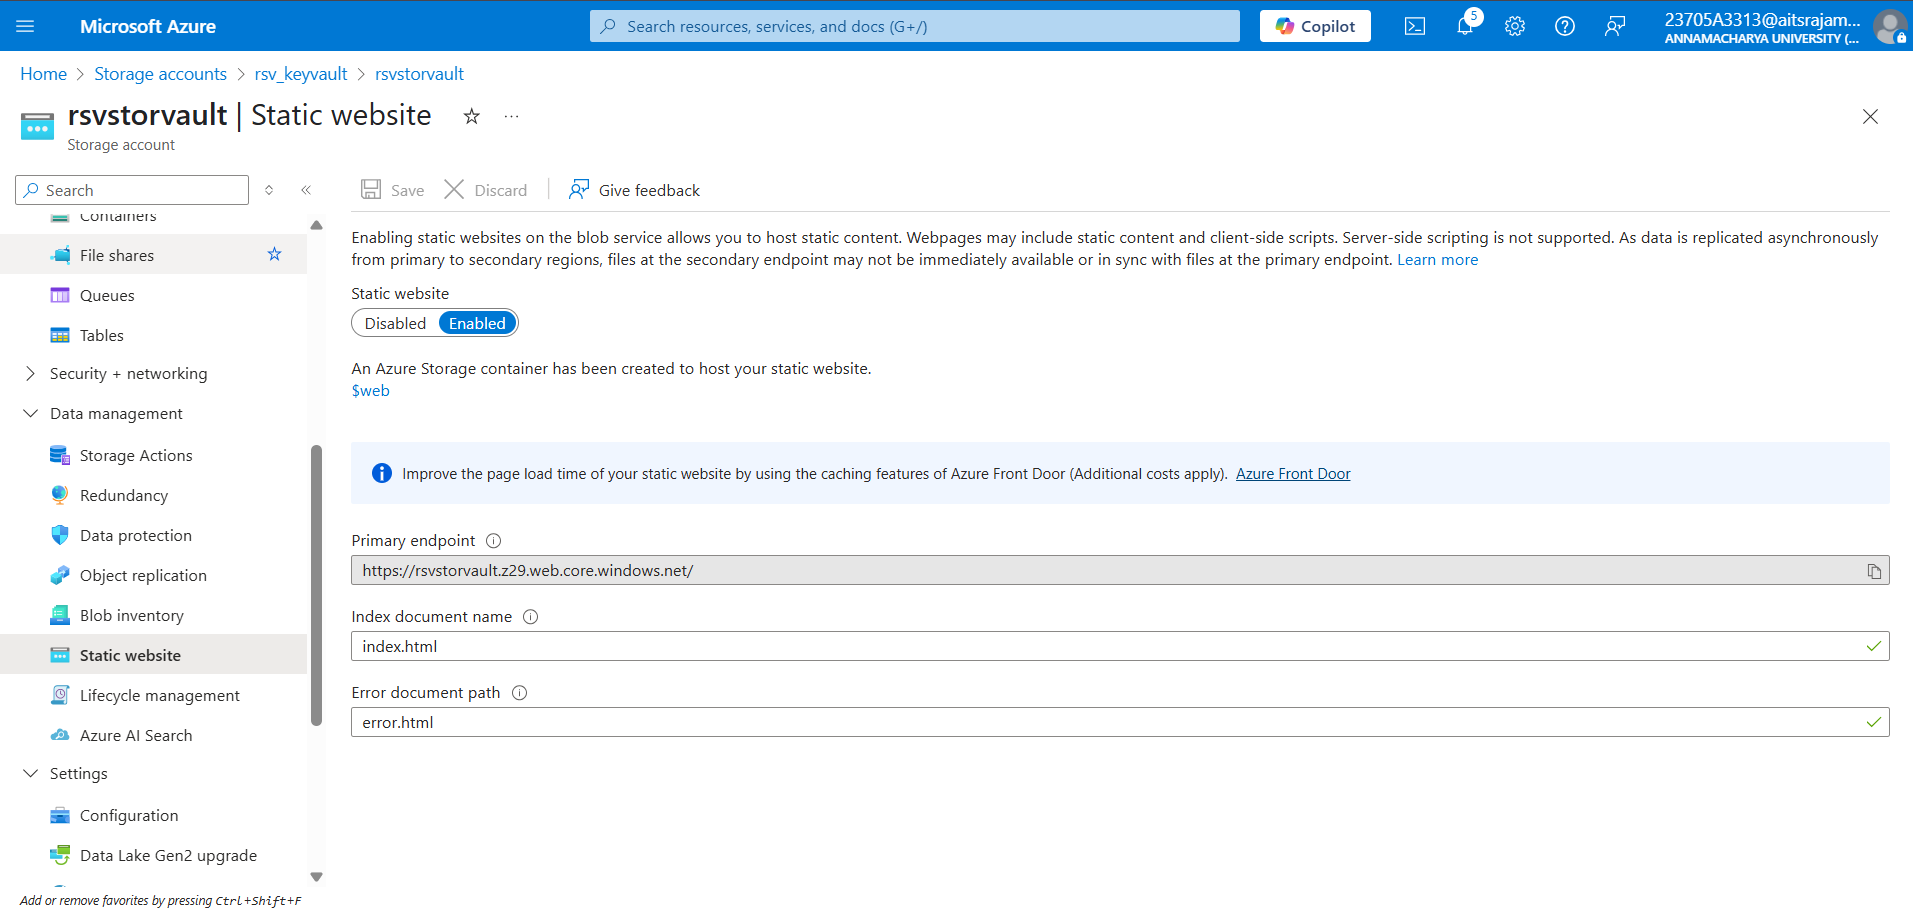 Microsoft Azure
Search resources, services, and docs (G+/)
Copilot
5
23705A3313@aitsrajam...
ANNAMACHARYA UNIVERSITY (...
Home > Storage accounts > rsv_keyvault > rsvstorvault
rsvstorvault | Static website
Storage account
Search
Save
Discard
Give feedback
Containers
File shares
Queues
Tables
Security + networking
Data management
Storage Actions
Redundancy
Data protection
Object replication
Blob inventory
Static website
Lifecycle management
Azure AI Search
Settings
Configuration
Data Lake Gen2 upgrade
Add or remove favorites by pressing Ctrl+Shift+F
Enabling static websites on the blob service allows you to host static content. Webpages may include static content and client-side scripts. Server-side scripting is not supported. As data is replicated asynchronously
from primary to secondary regions, files at the secondary endpoint may not be immediately available or in sync with files at the primary endpoint. Learn more
Static website
Disabled Enabled
An Azure Storage container has been created to host your static website.
$web
Improve the page load time of your static website by using the caching features of Azure Front Door (Additional costs apply). Azure Front Door
Primary endpoint
https://rsvstorvault.z29.web.core.windows.net/
Index document name
index.html
Error document path
error.html